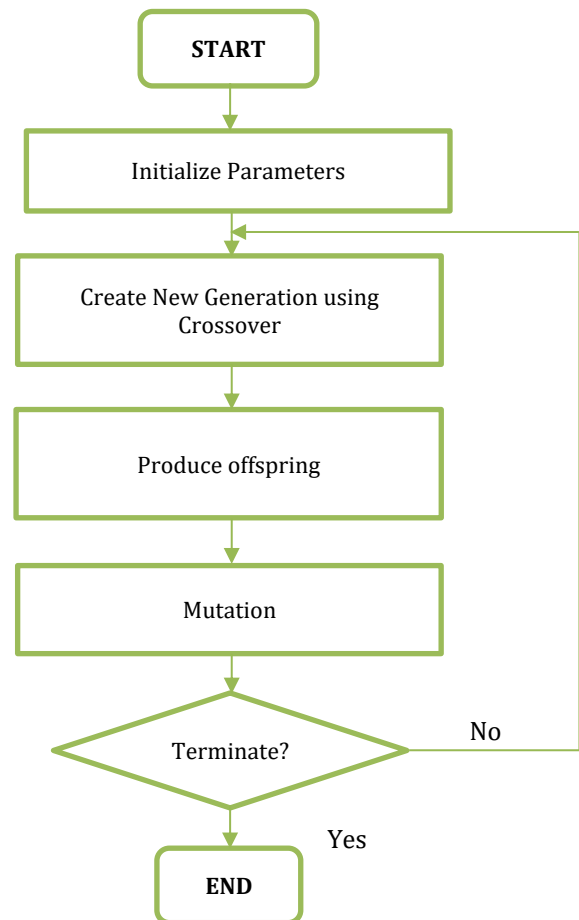 START
Initialize Parameters
Create New Generation using
Crossover
Produce offspring
Mutation
Terminate?
No
Yes
END